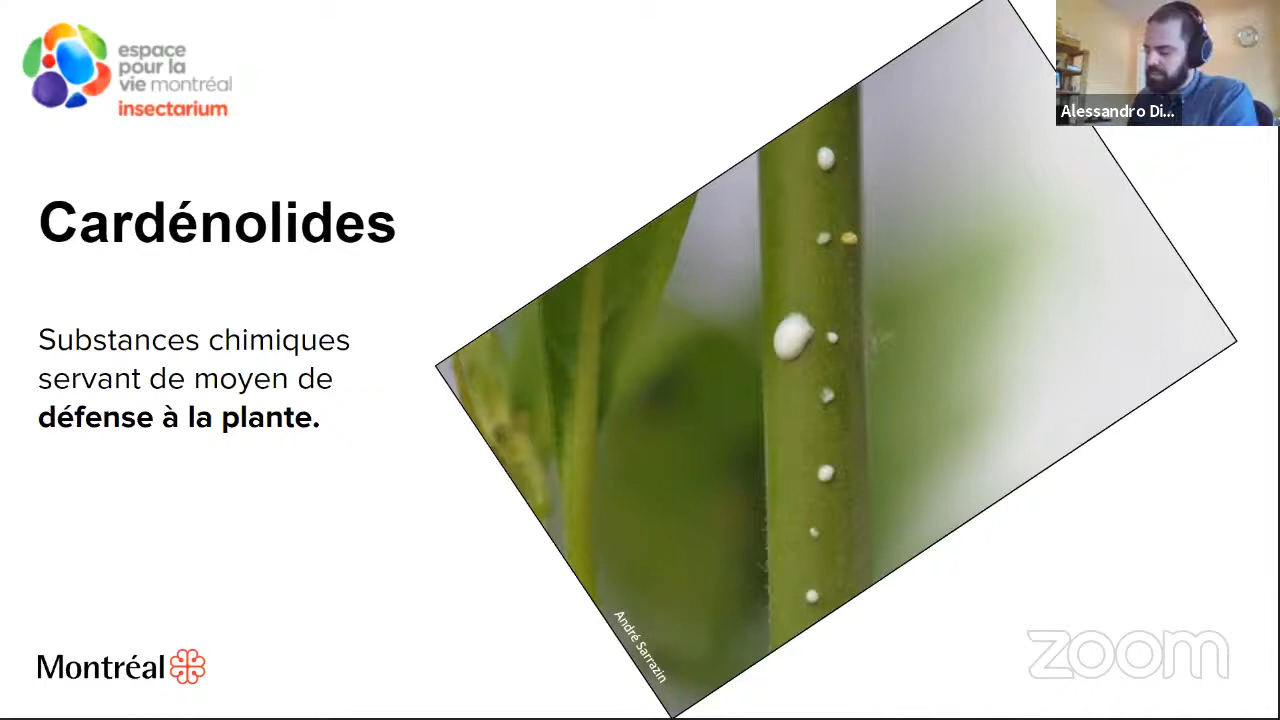 espace
pour la
vie montréal
insectarium
Alessandro Di...
Cardénolides
Substances chimiques
servant de moyen de
défense à la plante.
André Sarrazin
Montréal
zoom